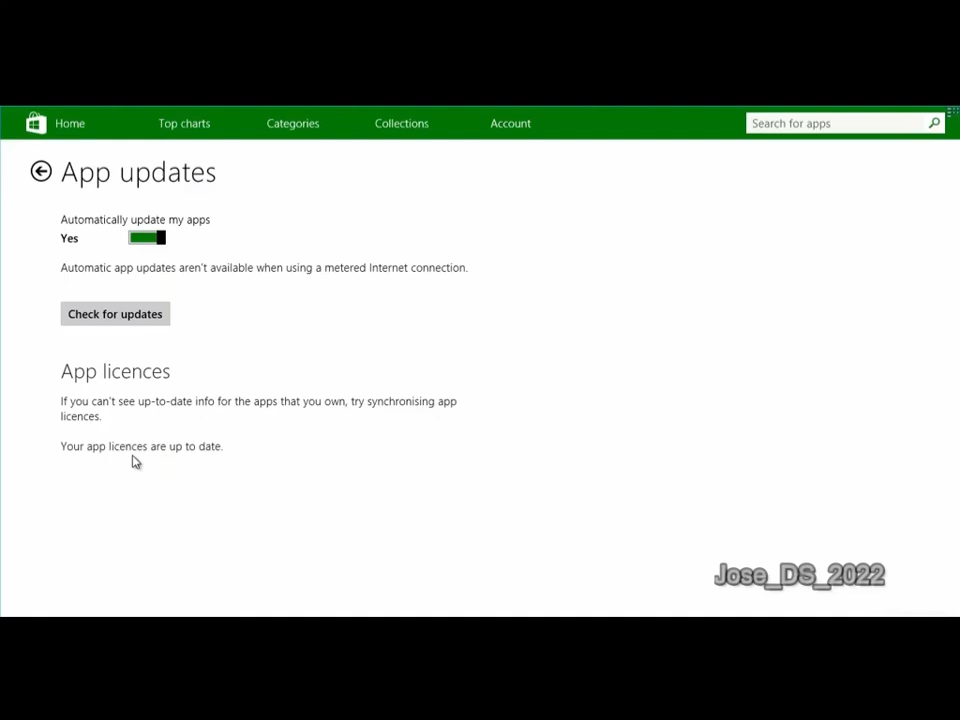 Home Top charts Categories Collections Account Search for apps
App updates
Automatically update my apps
Yes
Automatic app updates aren't available when using a metered Internet connection.
Check for updates
App licences
If you can't see up-to-date info for the apps that you own, try synchronising app
licences.
Your app licences are up to date.
Jose_DS_2022